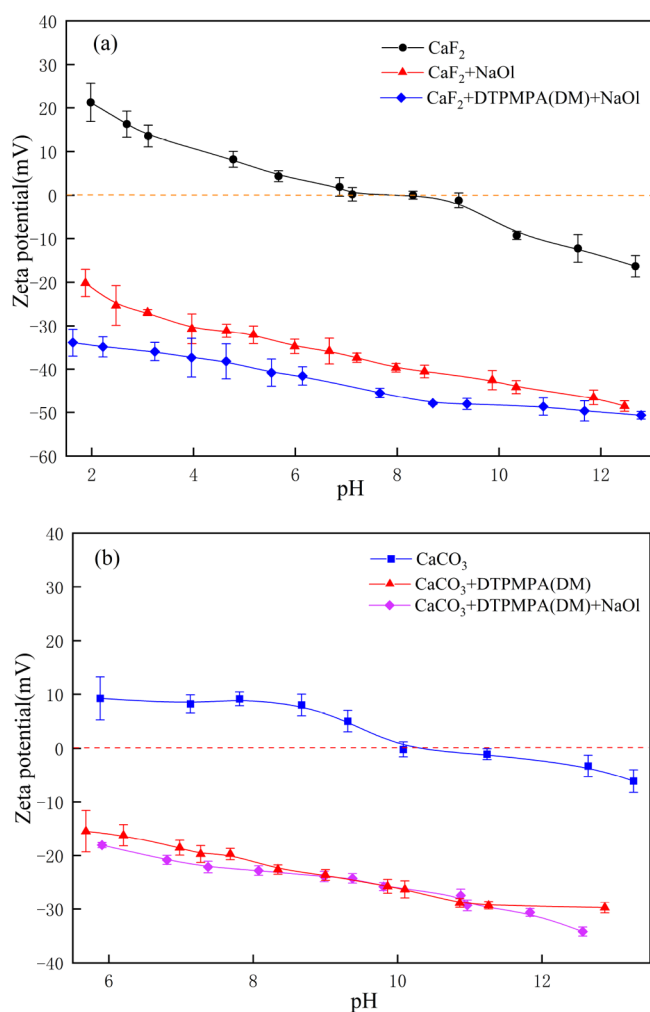 (a)
CaF₂
CaF₂+NaOl
CaF₂+DTPMPA(DM)+NaOl
Zeta potential(mV)
40
30
20
10
0
-10
-20
-30
-40
-50
-60
2 4 6 8 10 12
pH
(b)
CaCO₃
CaCO₃+DTPMPA(DM)
CaCO₃+DTPMPA(DM)+NaOl
Zeta potential(mV)
40
30
20
10
0
-10
-20
-30
-40
6 8 10 12
pH